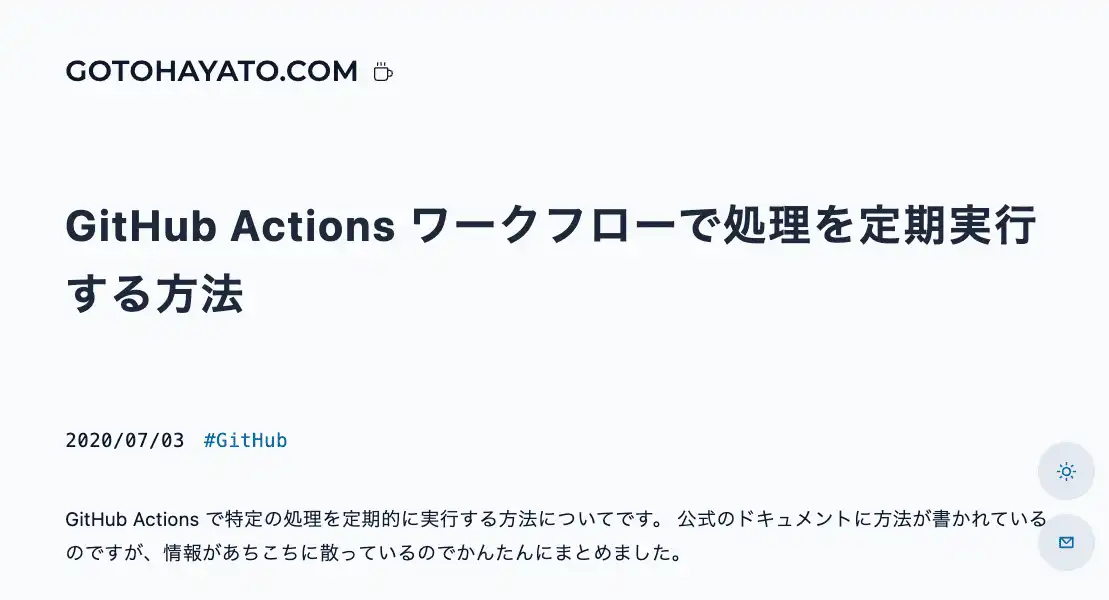 GOTOHAYATO.COM
GitHub Actions ワークフローで処理を定期実行
する方法
2020/07/03 #GitHub
GitHub Actions で特定の処理を定期的に実行する方法についてです。 公式のドキュメントに方法が書かれている
のですが、情報があちこちに散っているのでかんたんにまとめました。